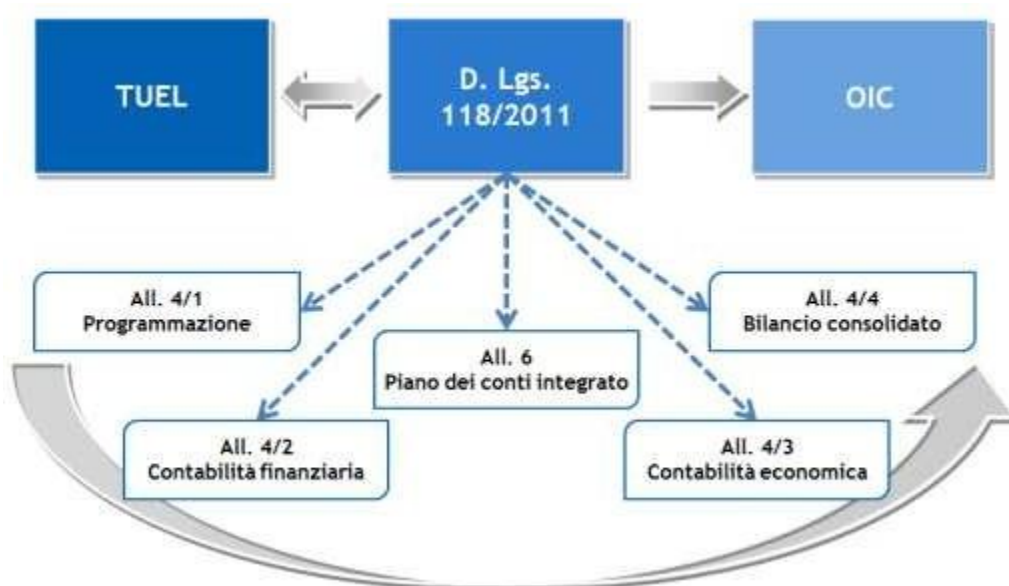 TUEL
D. Lgs.
118/2011
OIC
All. 4/1
Programmazione
All. 4/4
Bilancio consolidato
All. 6
Piano dei conti integrato
All. 4/2
Contabilità finanziaria
All. 4/3
Contabilità economica